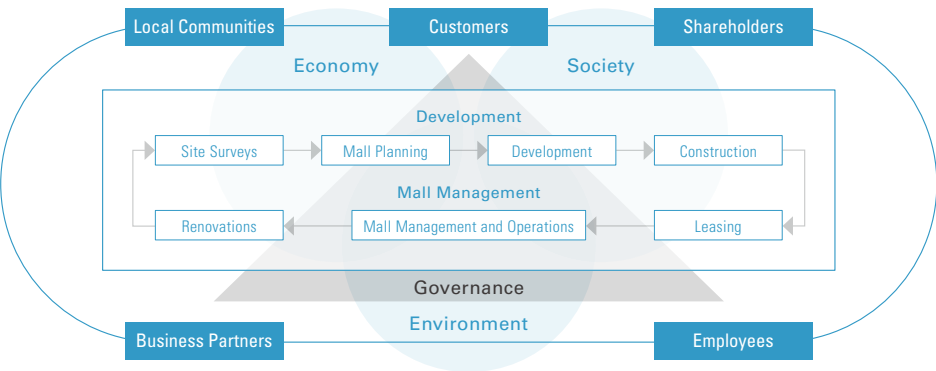 Local Communities
Customers
Shareholders
Economy
Society
Development
Site Surveys
Mall Planning
Development
Construction
Mall Management
Renovations
Mall Management and Operations
Leasing
Governance
Environment
Business Partners
Employees